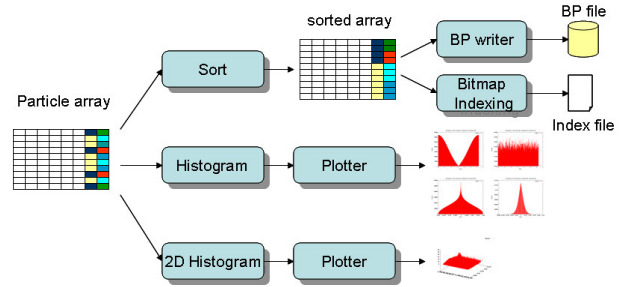 sorted array
BP file
Sort
BP writer
Bitmap
Indexing
Index file
Particle array
Histogram
Plotter
2D Histogram
Plotter